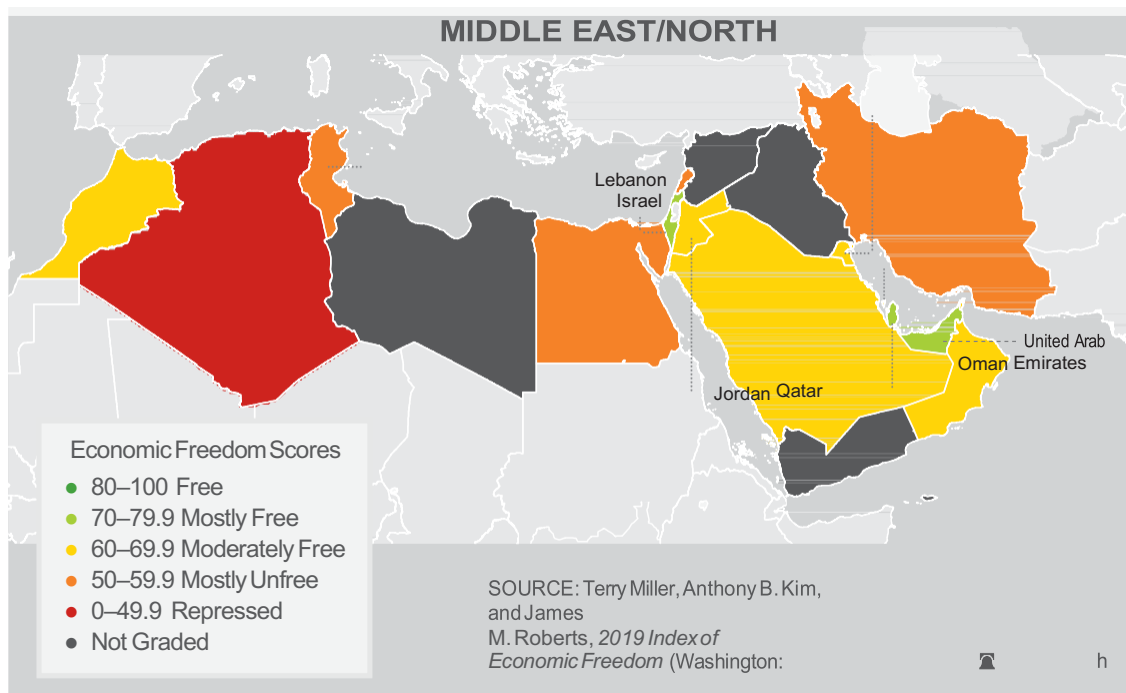 MIDDLE EAST/NORTH
Lebanon
Israel
United Arab
Oman Emirates
Jordan Qatar
Economic Freedom Scores
80–100 Free
70–79.9 Mostly Free
60–69.9 Moderately Free
50–59.9 Mostly Unfree
0–49.9 Repressed
Not Graded
SOURCE: Terry Miller, Anthony B. Kim,
and James
M. Roberts, 2019 Index of
Economic Freedom (Washington:
h